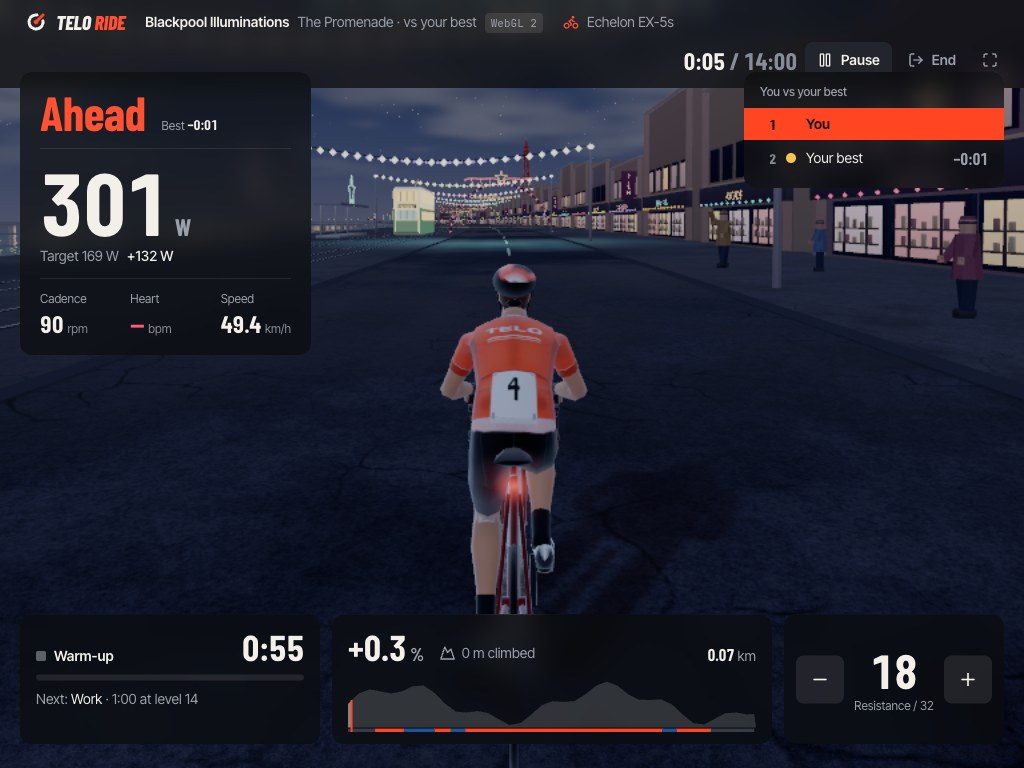 TELO RIDE Blackpool Illuminations The Promenade · vs your best WebGL 2 Echelon EX-5s
0:05 / 14:00 Pause End
Ahead Best −0:01
301 W
Target 169 W +132 W
Cadence Heart Speed
90 rpm – bpm 49.4 km/h
You vs your best
1 You
2 Your best −0:01
TELO
4
Warm-up 0:55
Next: Work · 1:00 at level 14
+0.3 % 0 m climbed 0.07 km
− 18 +
Resistance / 32